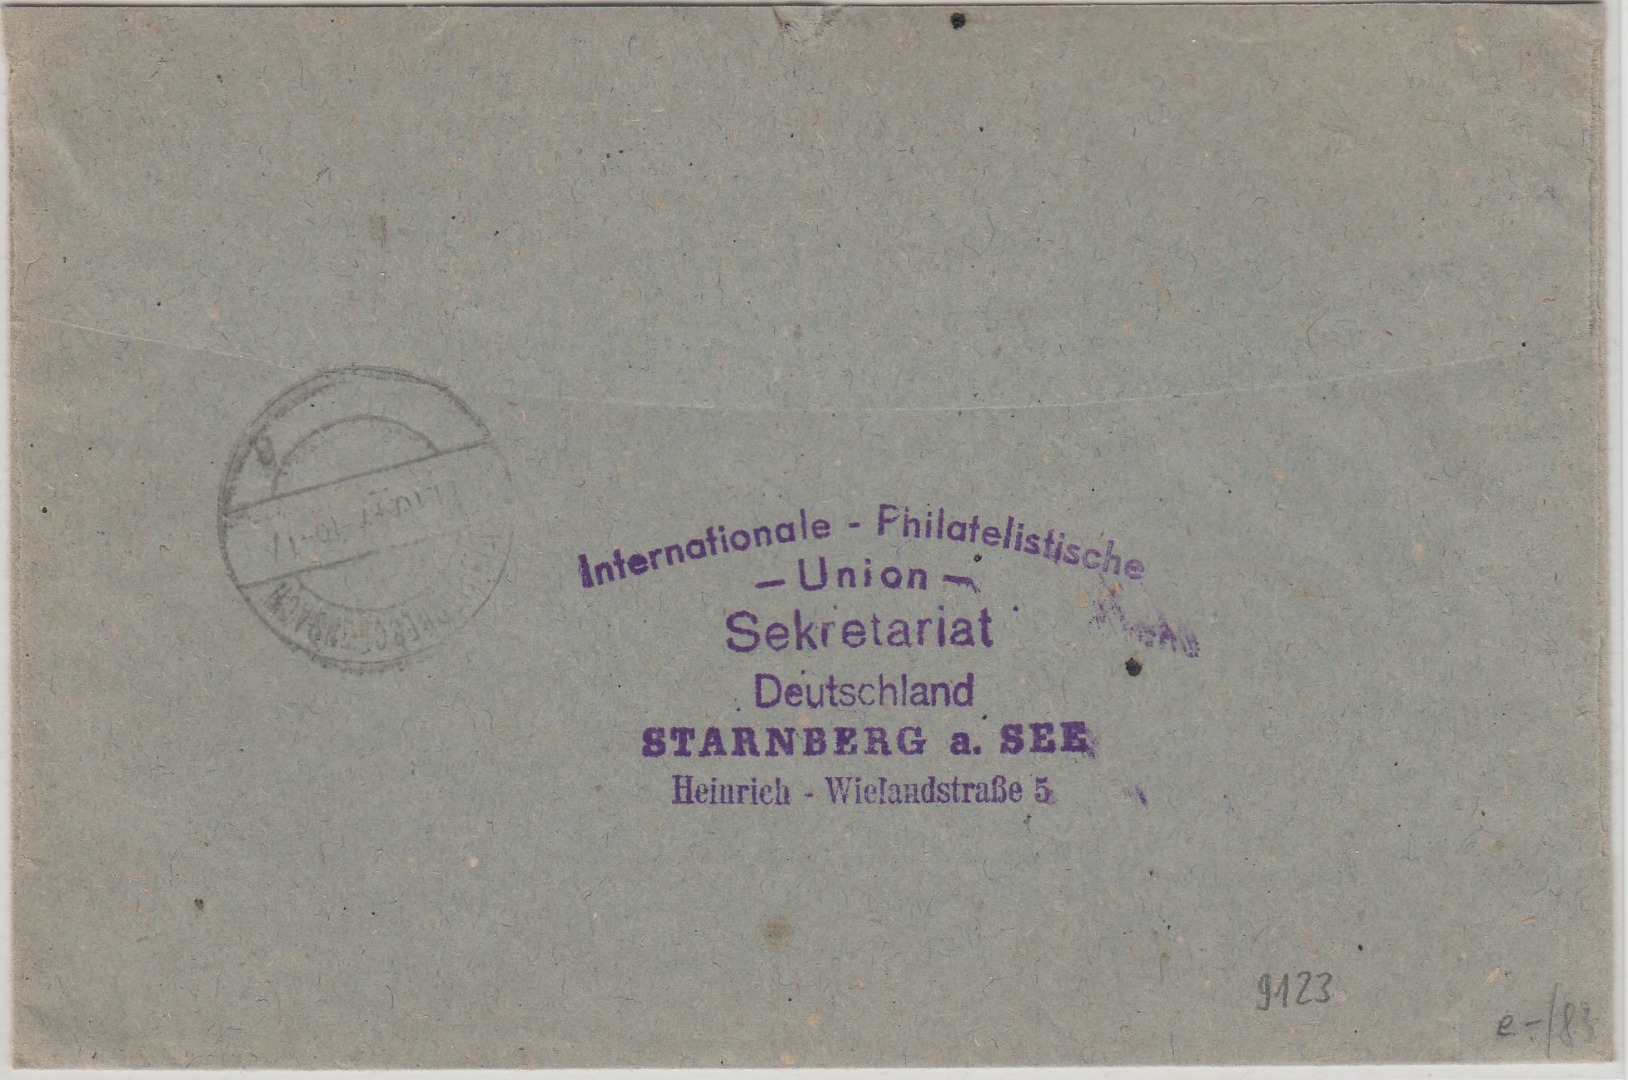 Internationale - Philatelistische
— Union —
Sekretariat
Deutschland
STARNBERG a. SEE
Heinrich - Wielandstraße 5
9123